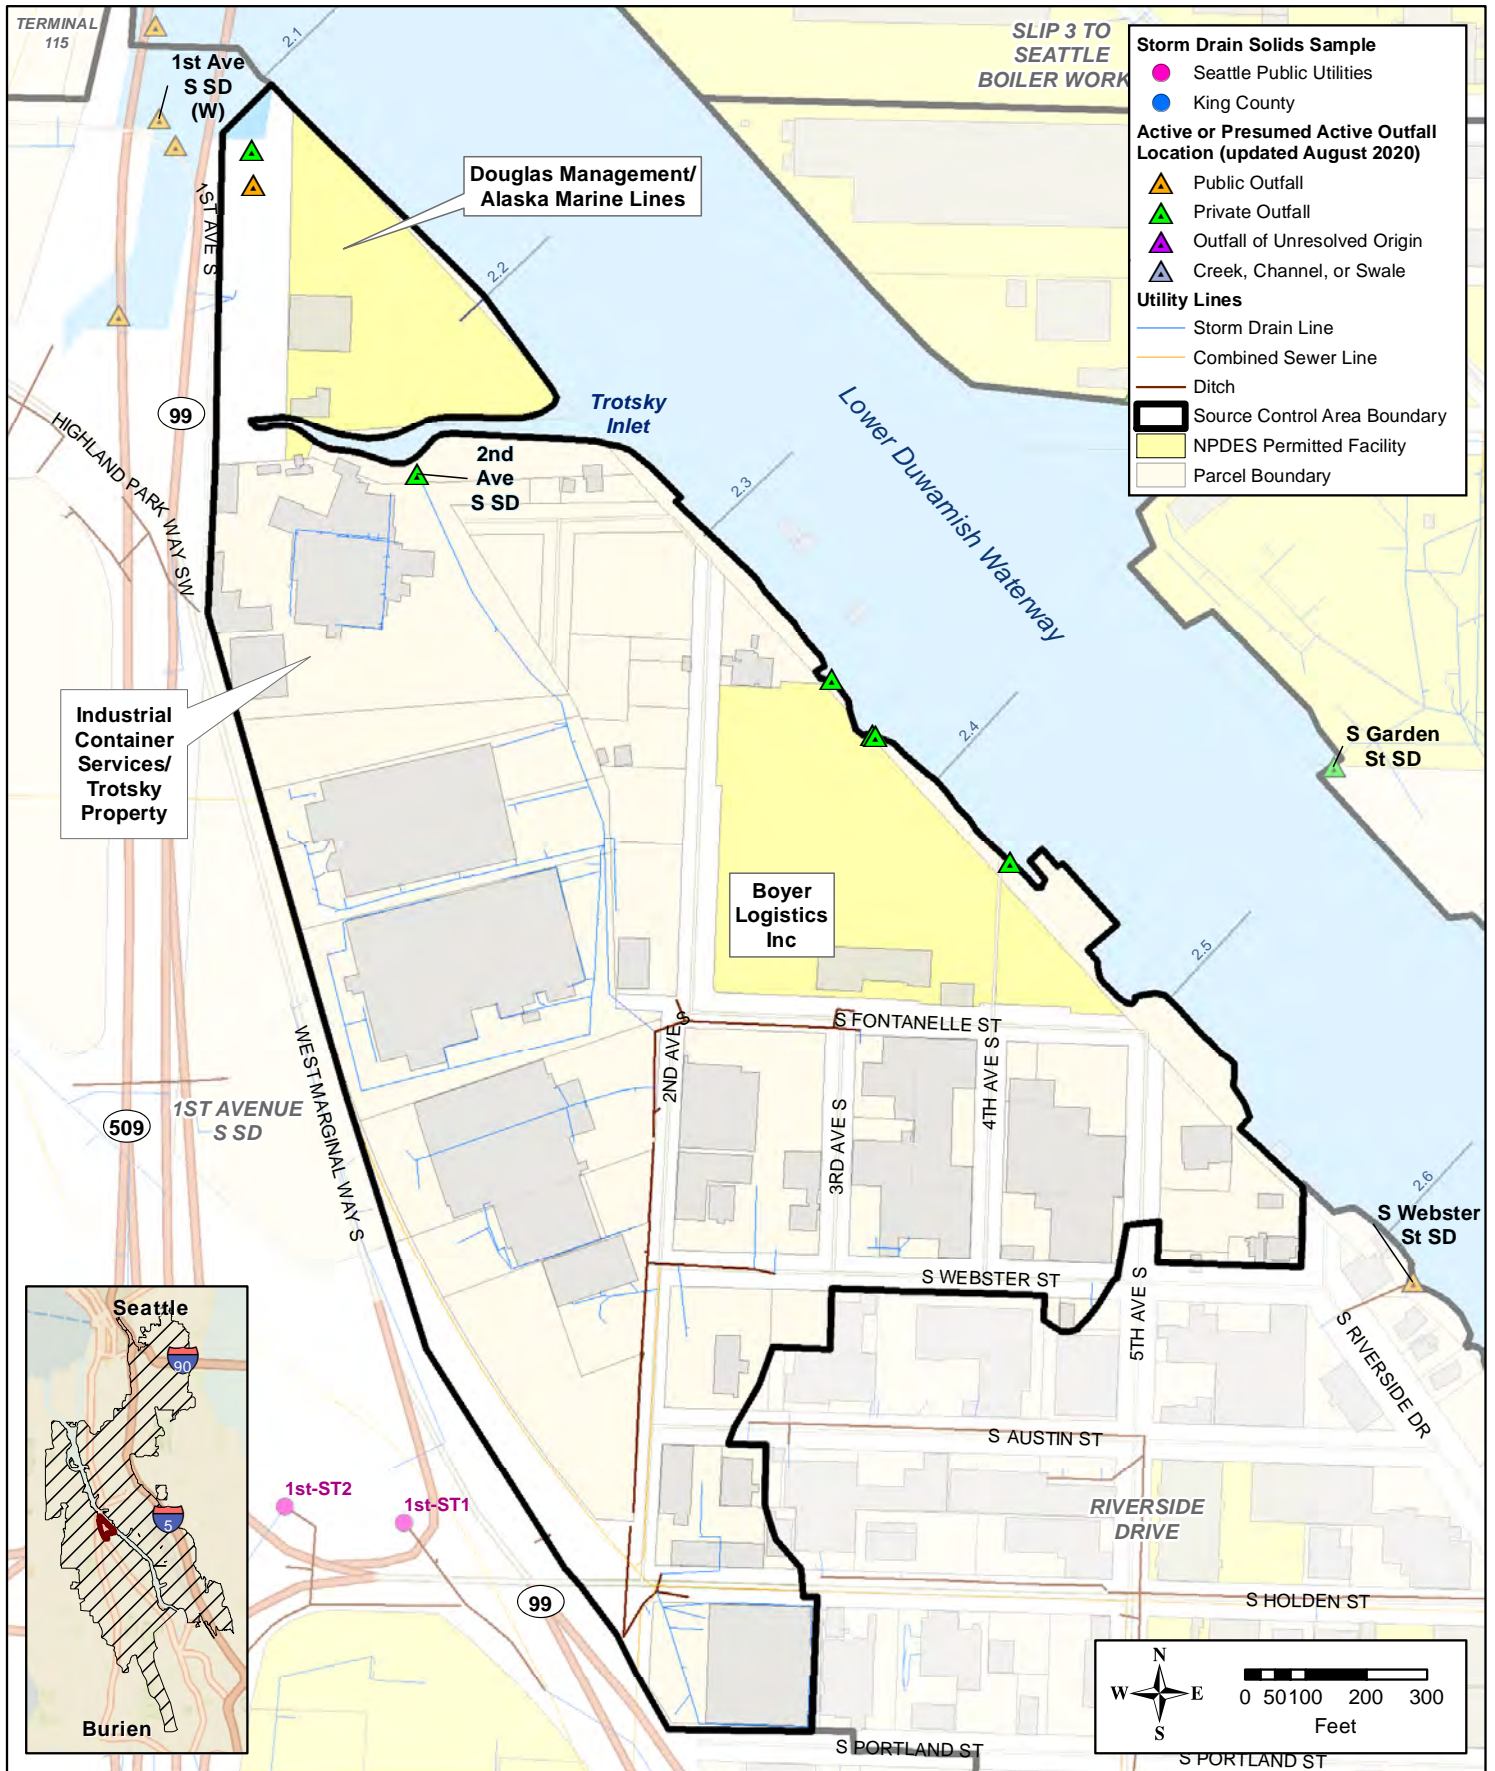 TERMINAL
115
2.1
SLIP 3 TO
SEATTLE
BOILER WORK
1st Ave
S SD
(W)
Storm Drain Solids Sample
Seattle Public Utilities
King County
Active or Presumed Active Outfall
Location (updated August 2020)
Public Outfall
Private Outfall
Outfall of Unresolved Origin
Creek, Channel, or Swale
Utility Lines
Storm Drain Line
Combined Sewer Line
Ditch
Source Control Area Boundary
NPDES Permitted Facility
Parcel Boundary
Douglas Management/
Alaska Marine Lines
1ST AVE S
2.2
99
Trotsky
Inlet
HIGHLAND PARK WAY SW
2nd
Ave
S SD
2.3
Lower Duwamish Waterway
Industrial
Container
Services/
Trotsky
Property
2.4
S Garden
St SD
Boyer
Logistics
Inc
2.5
S FONTANELLE ST
2ND AVE S
3RD AVE S
4TH AVE S
WEST MARGINAL WAY S
509
1ST AVENUE
S SD
2.6
S Webster
St SD
S WEBSTER ST
5TH AVE S
S RIVERSIDE DR
S AUSTIN ST
Seattle
90
5
Burien
1st-ST2
1st-ST1
RIVERSIDE
DRIVE
99
S HOLDEN ST
N
W
E
S
0 50 100 200 300
Feet
S PORTLAND ST
S PORTLAND ST